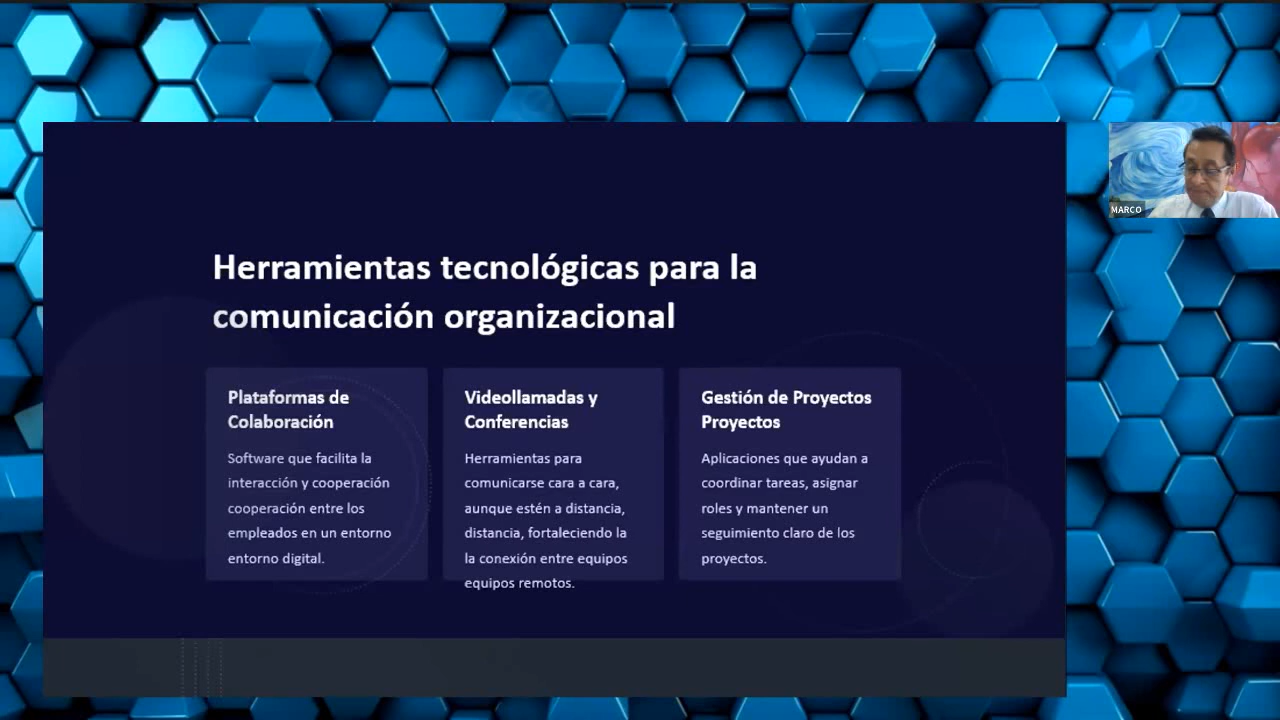 Herramientas tecnológicas para la
comunicación organizacional
Plataformas de
Colaboración
Software que facilita la
interacción y cooperación
cooperación entre los
empleados en un entorno
entorno digital.
Videollamadas y
Conferencias
Herramientas para
comunicarse cara a cara,
aunque estén a distancia,
distancia, fortaleciendo la
la conexión entre equipos
equipos remotos.
Gestión de Proyectos
Proyectos
Aplicaciones que ayudan a
coordinar tareas, asignar
roles y mantener un
seguimiento claro de los
proyectos.
MARCO